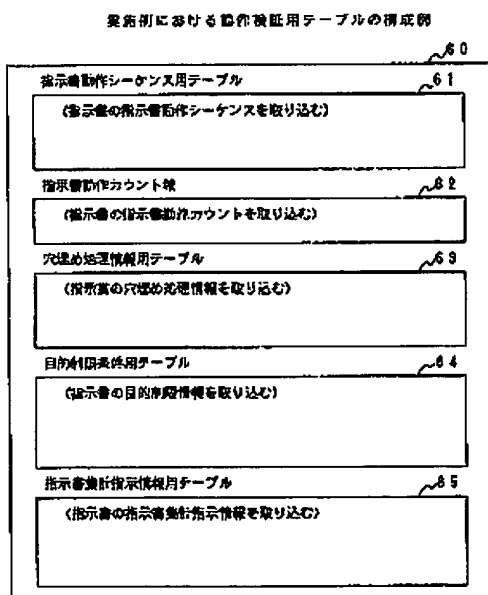 実施例における動作検証用テーブルの構成例
60
指示書動作シーケンス用テーブル
61
(指示書の指示書動作シーケンスを取り込む)
指示書動作カウント域
62
(指示書の指示書動作カウントを取り込む)
穴埋め処理情報用テーブル
63
(指示書の穴埋め処理情報を取り込む)
目的制限条件用テーブル
64
(指示書の目的制限情報を取り込む)
指示書集計指示情報用テーブル
65
(指示書の指示書集計指示情報を取り込む)